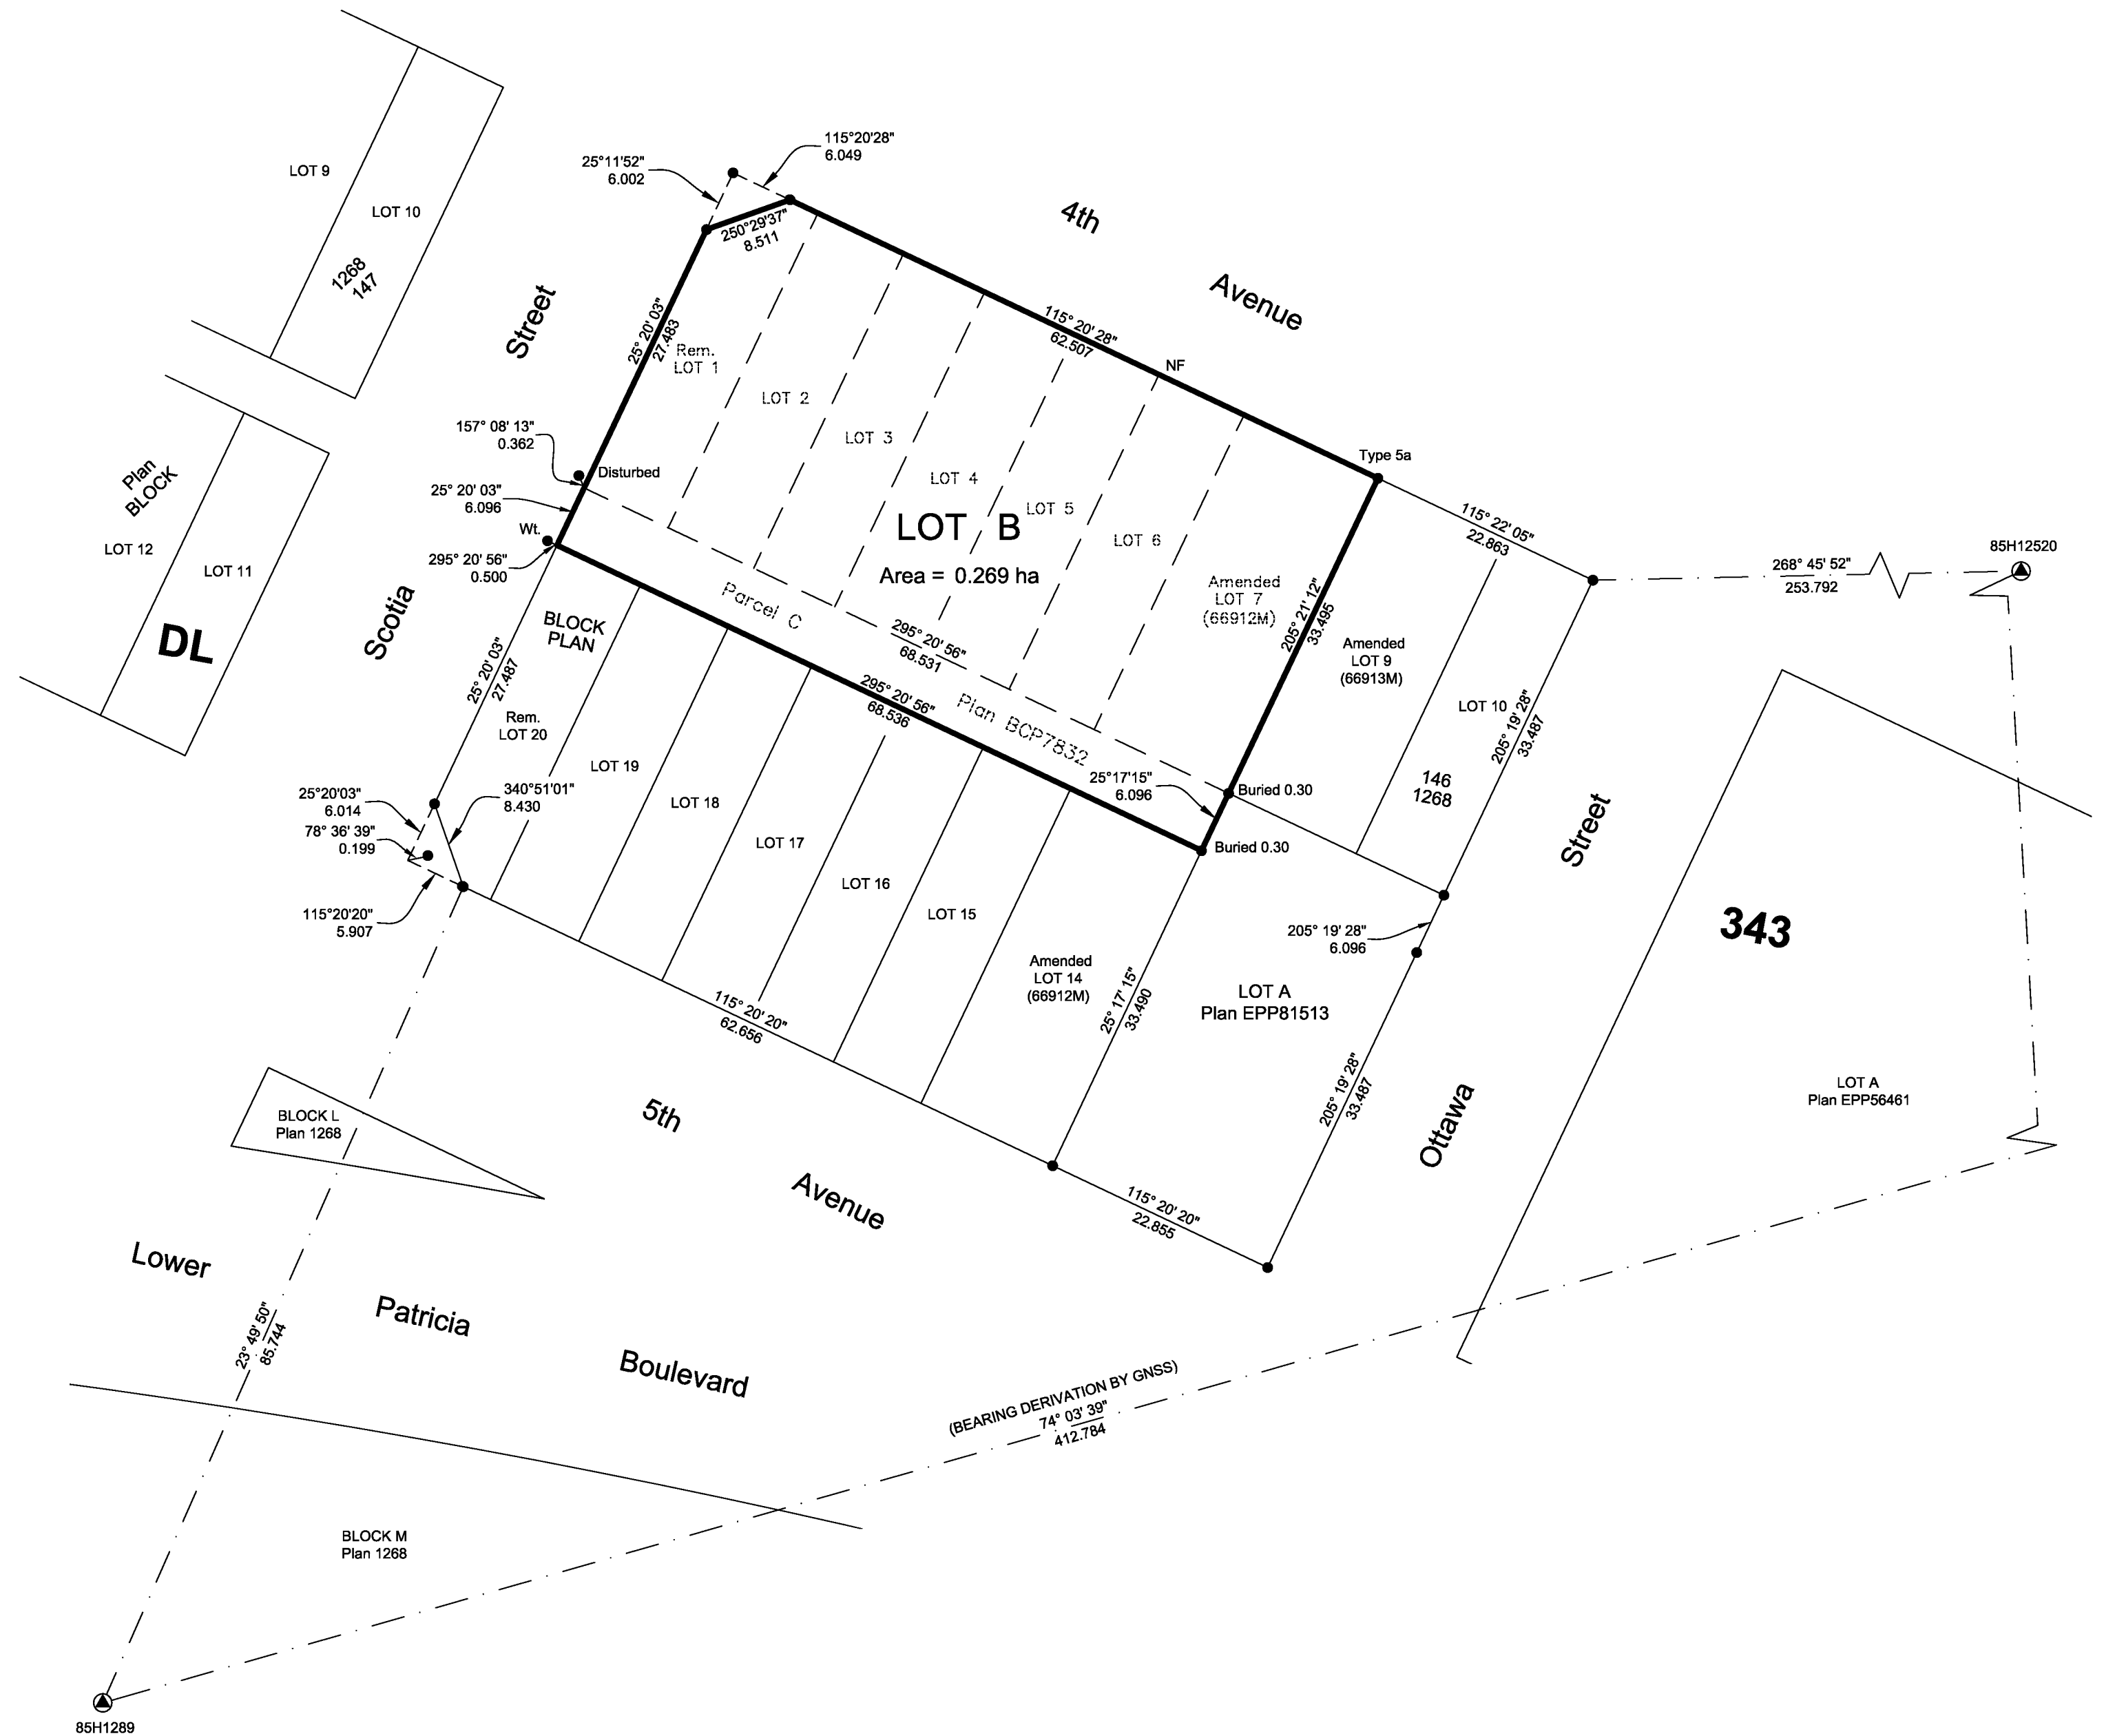 115°20'28"
6.049
25°11'52"
6.002
LOT 9
LOT 10
1268
147
250°29'37"
8.511
4th
Avenue
Street
25° 20' 03"
27.483
Rem.
LOT 1
LOT 2
LOT 3
LOT 4
LOT 5
LOT 6
115° 20' 28"
62.507
NF
Type 5a
157° 08' 13"
0.362
Disturbed
25° 20' 03"
6.096
Wt.
295° 20' 56"
0.500
LOT B
Area = 0.269 ha
Amended
LOT 7
(66912M)
205° 21' 12"
33.495
115° 22' 05"
22.863
268° 45' 52"
253.792
85H12520
Plan
BLOCK
LOT 12
LOT 11
DL
Scotia
Parcel C
295° 20' 56"
68.531
Plan BCP7832
BLOCK
PLAN
295° 20' 56"
68.536
Amended
LOT 9
(66913M)
LOT 10
205° 19' 28"
33.487
146
1268
25° 20' 03"
27.487
Rem.
LOT 20
LOT 19
LOT 18
LOT 17
LOT 16
LOT 15
25°17'15"
6.096
Buried 0.30
Buried 0.30
Street
25°20'03"
6.014
340°51'01"
8.430
78° 36' 39"
0.199
115°20'20"
5.907
205° 19' 28"
6.096
343
Amended
LOT 14
(66912M)
25° 17' 15"
33.490
LOT A
Plan EPP81513
115° 20' 20"
62.656
205° 19' 28"
33.487
Ottawa
LOT A
Plan EPP56461
BLOCK L
Plan 1268
5th
Avenue
115° 20' 20"
22.855
Lower
Patricia
Boulevard
23° 49' 50"
85.744
(BEARING DERIVATION BY GNSS)
74° 03' 39"
412.784
BLOCK M
Plan 1268
85H1289